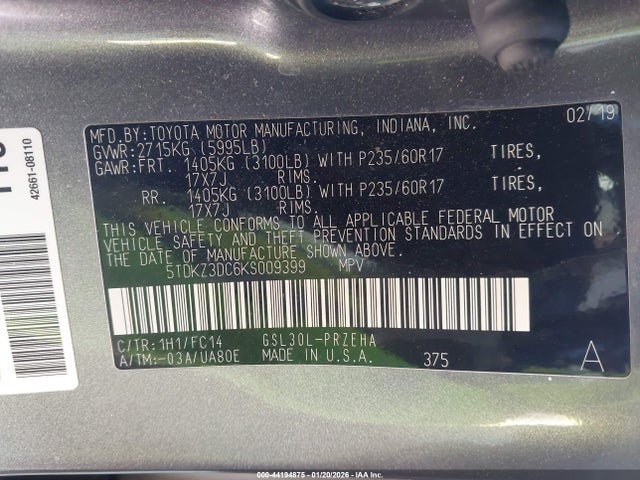 MFD.BY:TOYOTA MOTOR MANUFACTURING, INDIANA, INC. 02/19
GVWR:2715KG (5995LB)
GAWR:FRT. 1405KG (3100LB) WITH P235/60R17 TIRES,
17X7J RIMS.
RR. 1405KG (3100LB) WITH P235/60R17 TIRES,
17X7J RIMS.
THIS VEHICLE CONFORMS TO ALL APPLICABLE FEDERAL MOTOR
VEHICLE SAFETY AND THEFT PREVENTION STANDARDS IN EFFECT ON
THE DATE OF MANUFACTURE SHOWN ABOVE.
5TDKZ3DC6KS009399 MPV
C/TR:1H1/FC14 GSL30L-PRZEHA
A/TM:-03A/UA80E MADE IN U.S.A. 375 A
42661-08110
000-44194875 - 01/20/2026 - IAA Inc.